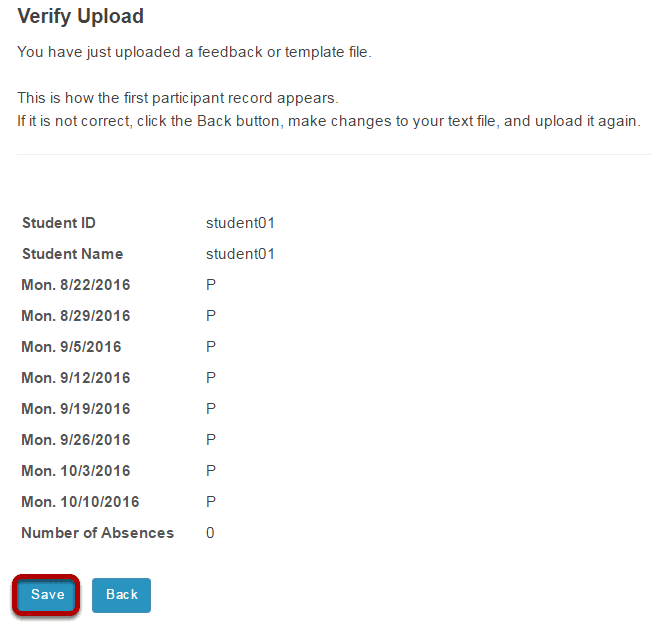 Verify Upload
You have just uploaded a feedback or template file.
This is how the first participant record appears.
If it is not correct, click the Back button, make changes to your text file, and upload it again.
Student ID student01
Student Name student01
Mon. 8/22/2016 P
Mon. 8/29/2016 P
Mon. 9/5/2016 P
Mon. 9/12/2016 P
Mon. 9/19/2016 P
Mon. 9/26/2016 P
Mon. 10/3/2016 P
Mon. 10/10/2016 P
Number of Absences 0
Save Back